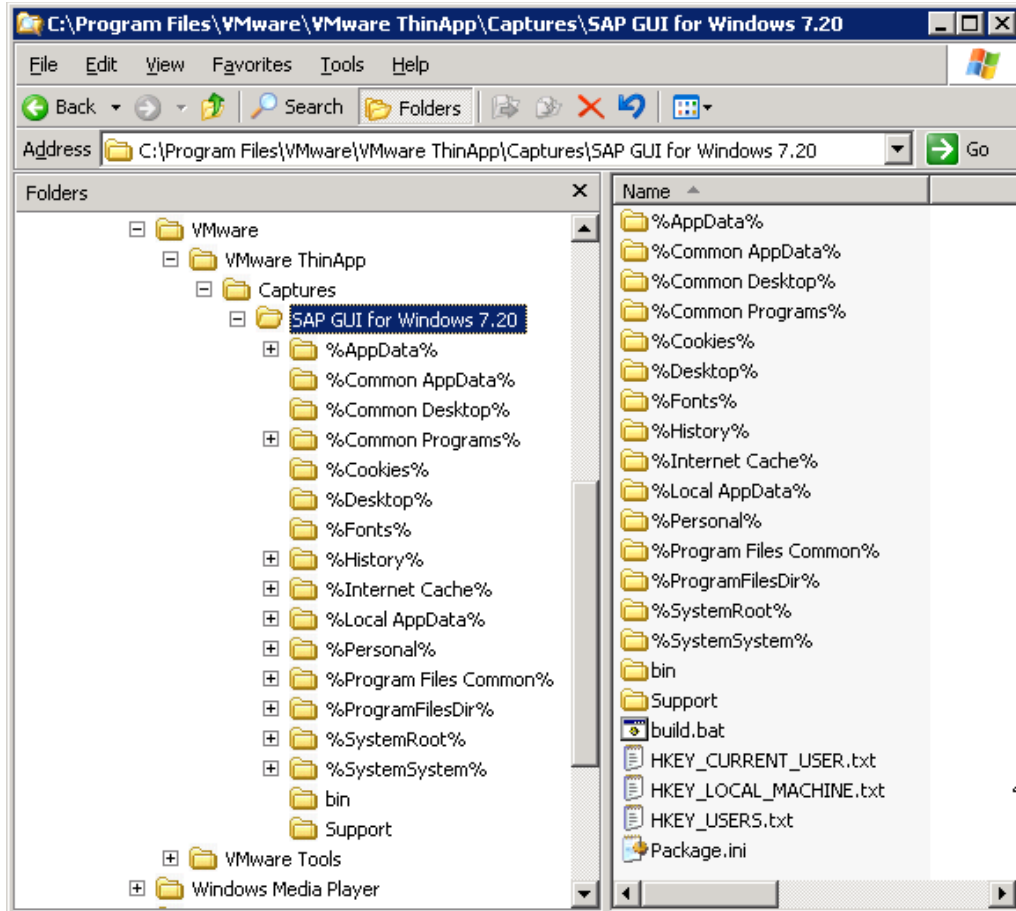 C:\Program Files\VMware\VMware ThinApp\Captures\SAP GUI for Windows 7.20
File Edit View Favorites Tools Help
Back Search Folders
Address C:\Program Files\VMware\VMware ThinApp\Captures\SAP GUI for Windows 7.20 Go
Folders
VMware
VMware ThinApp
Captures
SAP GUI for Windows 7.20
%AppData%
%Common AppData%
%Common Desktop%
%Common Programs%
%Cookies%
%Desktop%
%Fonts%
%History%
%Internet Cache%
%Local AppData%
%Personal%
%Program Files Common%
%ProgramFilesDir%
%SystemRoot%
%SystemSystem%
bin
Support
VMware Tools
Windows Media Player
Name
%AppData%
%Common AppData%
%Common Desktop%
%Common Programs%
%Cookies%
%Desktop%
%Fonts%
%History%
%Internet Cache%
%Local AppData%
%Personal%
%Program Files Common%
%ProgramFilesDir%
%SystemRoot%
%SystemSystem%
bin
Support
build.bat
HKEY_CURRENT_USER.txt
HKEY_LOCAL_MACHINE.txt
HKEY_USERS.txt
Package.ini